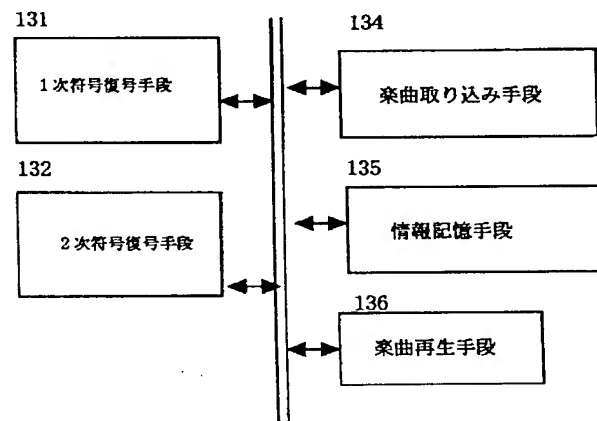 131
1次符号復号手段
132
2次符号復号手段
134
楽曲取り込み手段
135
情報記憶手段
136
楽曲再生手段